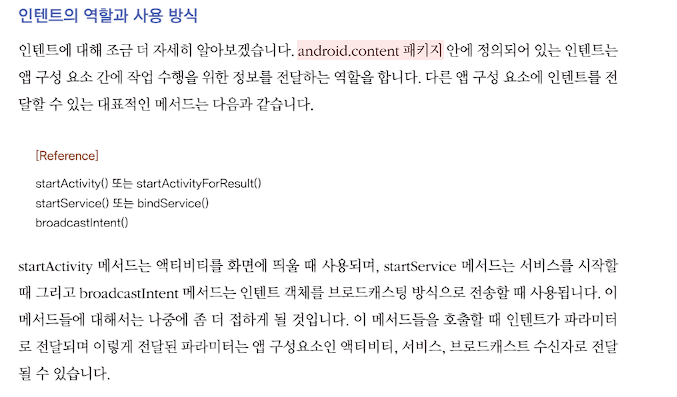 인텐트의 역할과 사용 방식
인텐트에 대해 조금 더 자세히 알아보겠습니다. android.content 패키지 안에 정의되어 있는 인텐트는
앱 구성 요소 간에 작업 수행을 위한 정보를 전달하는 역할을 합니다. 다른 앱 구성 요소에 인텐트를 전
달할 수 있는 대표적인 메서드는 다음과 같습니다.
[Reference]
startActivity() 또는 startActivityForResult()
startService() 또는 bindService()
broadcastIntent()
startActivity 메서드는 액티비티를 화면에 띄울 때 사용되며, startService 메서드는 서비스를 시작할
때 그리고 broadcastIntent 메서드는 인텐트 객체를 브로드캐스팅 방식으로 전송할 때 사용됩니다. 이
메서드들에 대해서는 나중에 좀 더 접하게 될 것입니다. 이 메서드들을 호출할 때 인텐트가 파라미터
로 전달되며 이렇게 전달된 파라미터는 앱 구성요소인 액티비티, 서비스, 브로드캐스트 수신자로 전달
될 수 있습니다.